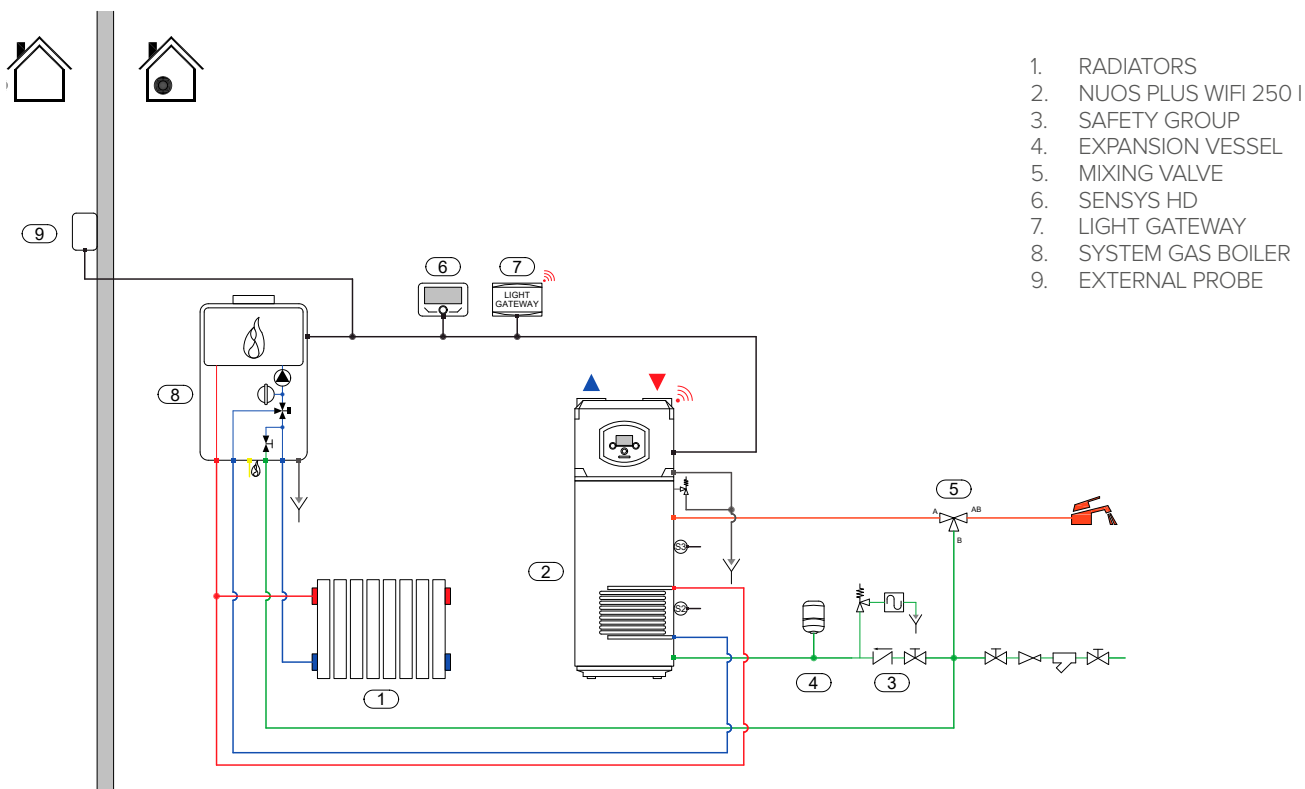 1. RADIATORS
2. NUOS PLUS WIFI 250 l
3. SAFETY GROUP
4. EXPANSION VESSEL
5. MIXING VALVE
6. SENSYS HD
7. LIGHT GATEWAY
8. SYSTEM GAS BOILER
9. EXTERNAL PROBE
9
6
7
LIGHT
GATEWAY
8
5
A
AB
B
S3
2
S2
4
3
1